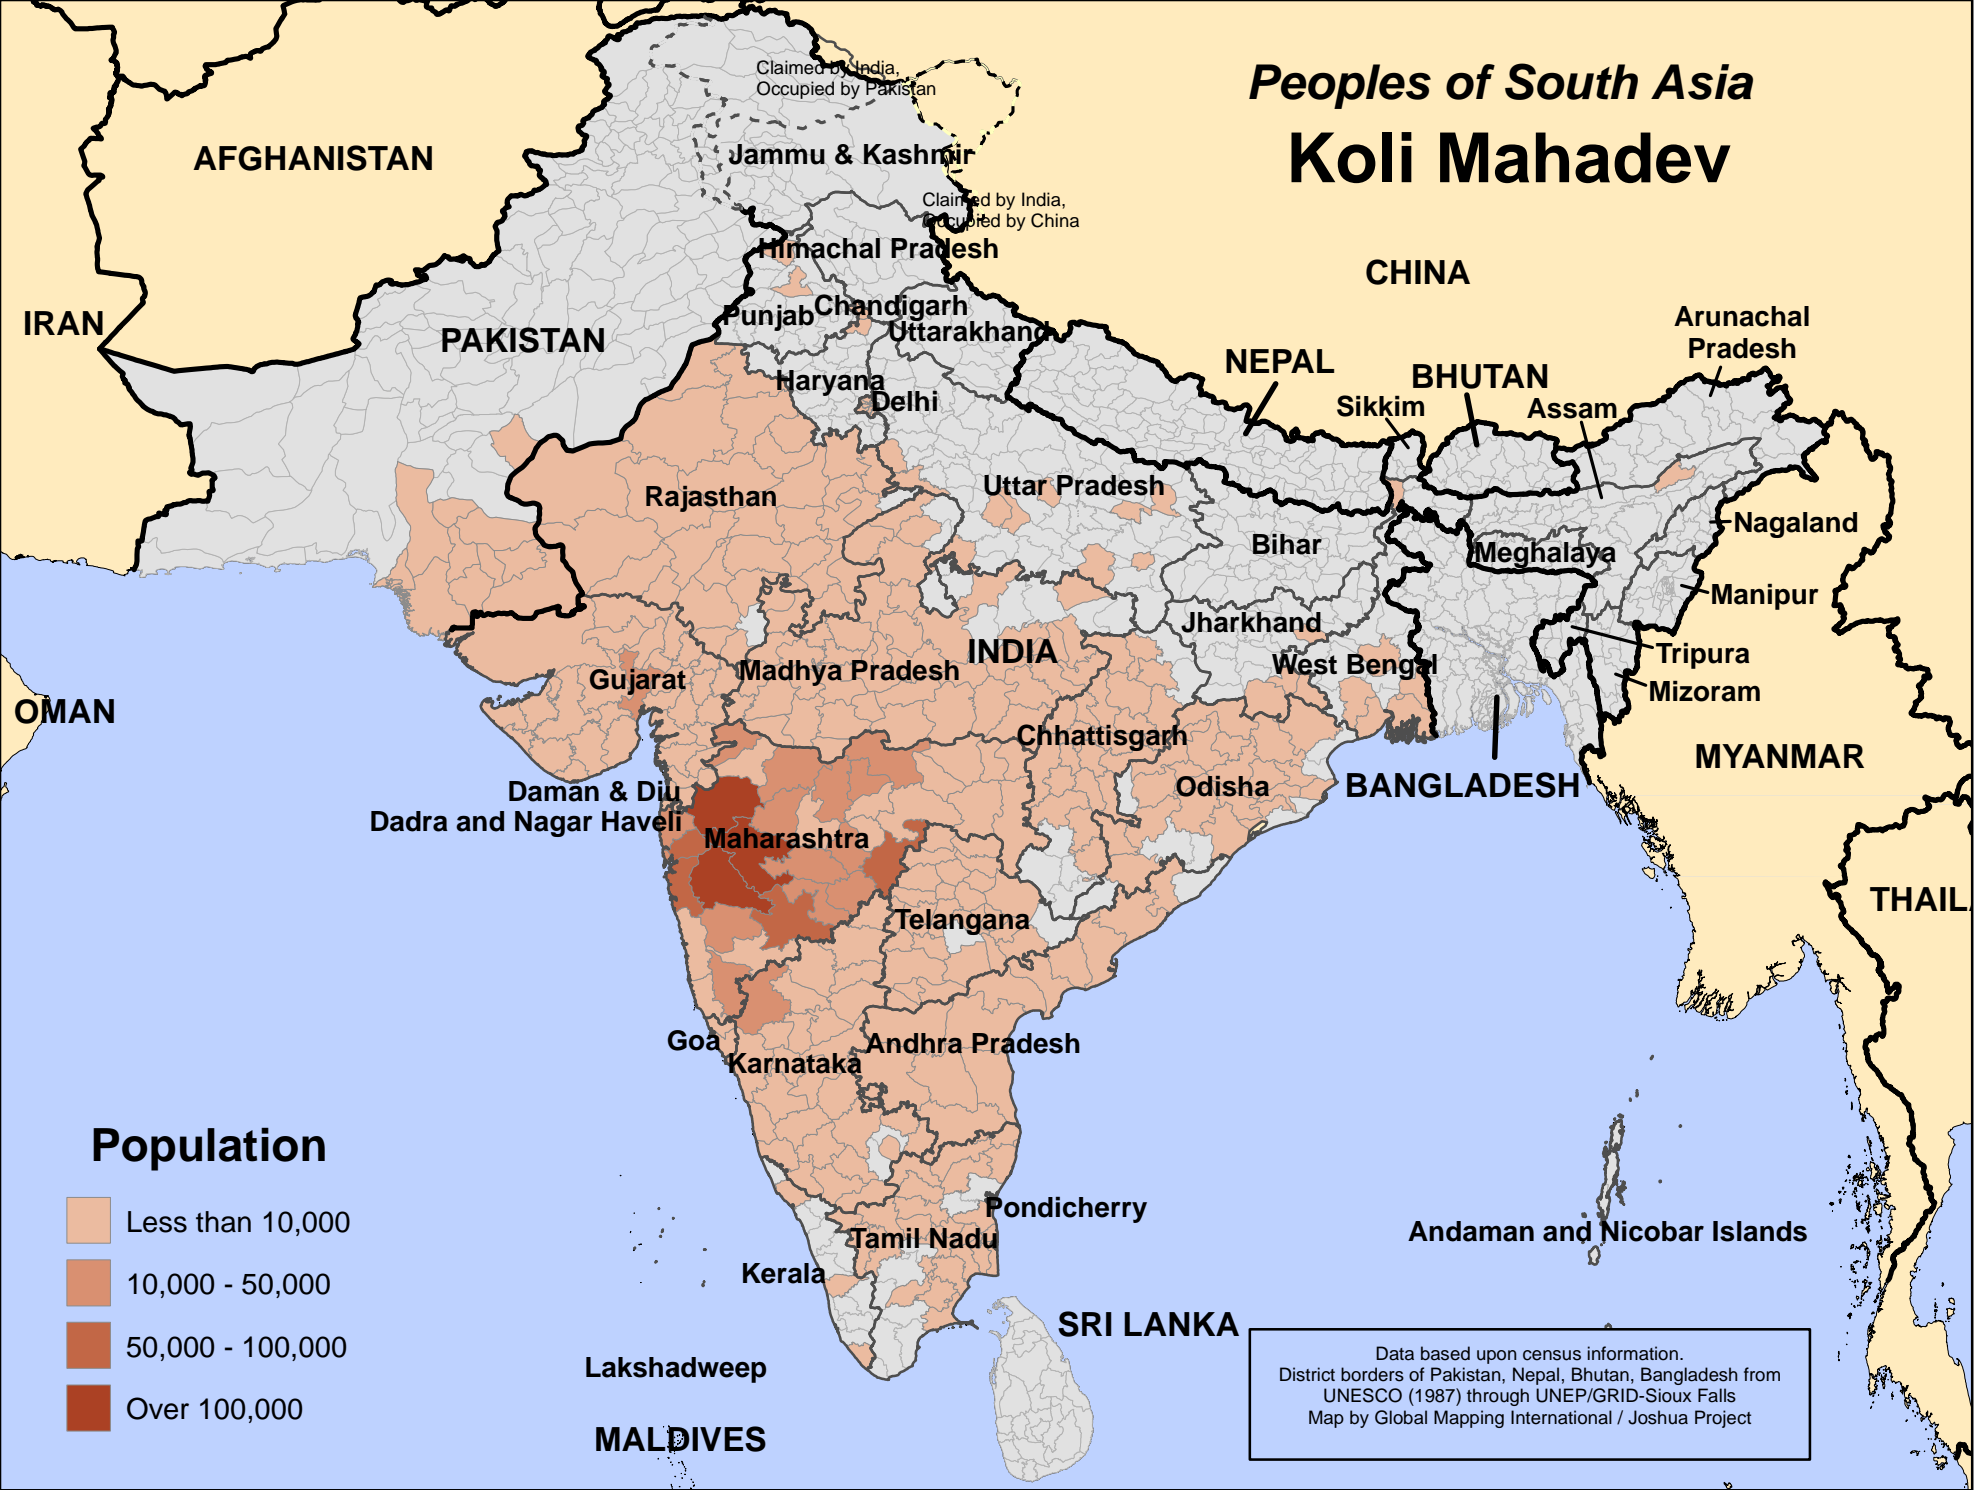 Peoples of South Asia
Koli Mahadev
Claimed by India,
Occupied by Pakistan
AFGHANISTAN
Jammu & Kashmir
Claimed by India,
Occupied by China
Himachal Pradesh
CHINA
IRAN
PAKISTAN
Punjab
Chandigarh
Uttarakhand
Arunachal
Pradesh
NEPAL
BHUTAN
Haryana
Delhi
Sikkim
Assam
Rajasthan
Uttar Pradesh
Nagaland
Bihar
Meghalaya
Manipur
Jharkhand
INDIA
Tripura
Gujarat
Madhya Pradesh
West Bengal
Mizoram
OMAN
Chhattisgarh
MYANMAR
Daman & Diu
Odisha
BANGLADESH
Dadra and Nagar Haveli
Maharashtra
THAIL
Telangana
Goa
Karnataka
Andhra Pradesh
Pondicherry
Andaman and Nicobar Islands
Tamil Nadu
Kerala
SRI LANKA
Lakshadweep
MALDIVES
Population
Less than 10,000
10,000 - 50,000
50,000 - 100,000
Over 100,000
Data based upon census information.
District borders of Pakistan, Nepal, Bhutan, Bangladesh from
UNESCO (1987) through UNEP/GRID-Sioux Falls
Map by Global Mapping International / Joshua Project